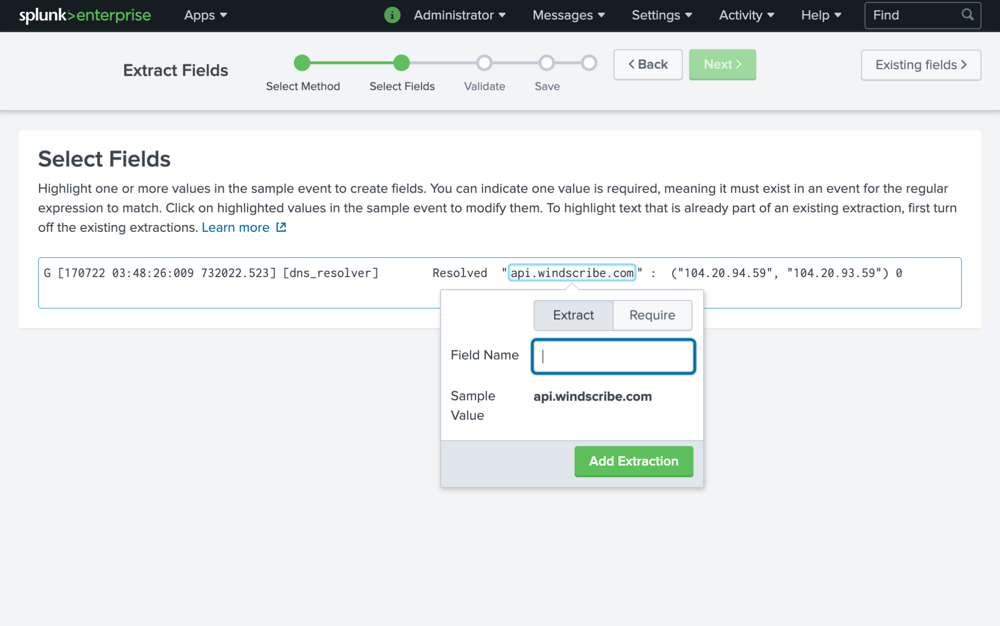 splunk>enterprise Apps i Administrator Messages Settings Activity Help Find
Extract Fields
Select Method Select Fields Validate Save
< Back
Next >
Existing fields >
Select Fields
Highlight one or more values in the sample event to create fields. You can indicate one value is required, meaning it must exist in an event for the regular
expression to match. Click on highlighted values in the sample event to modify them. To highlight text that is already part of an existing extraction, first turn
off the existing extractions. Learn more
G [170722 03:48:26:009 732022.523] [dns_resolver] Resolved "api.windscribe.com" : ("104.20.94.59", "104.20.93.59") 0
Extract Require
Field Name
Sample
Value
api.windscribe.com
Add Extraction